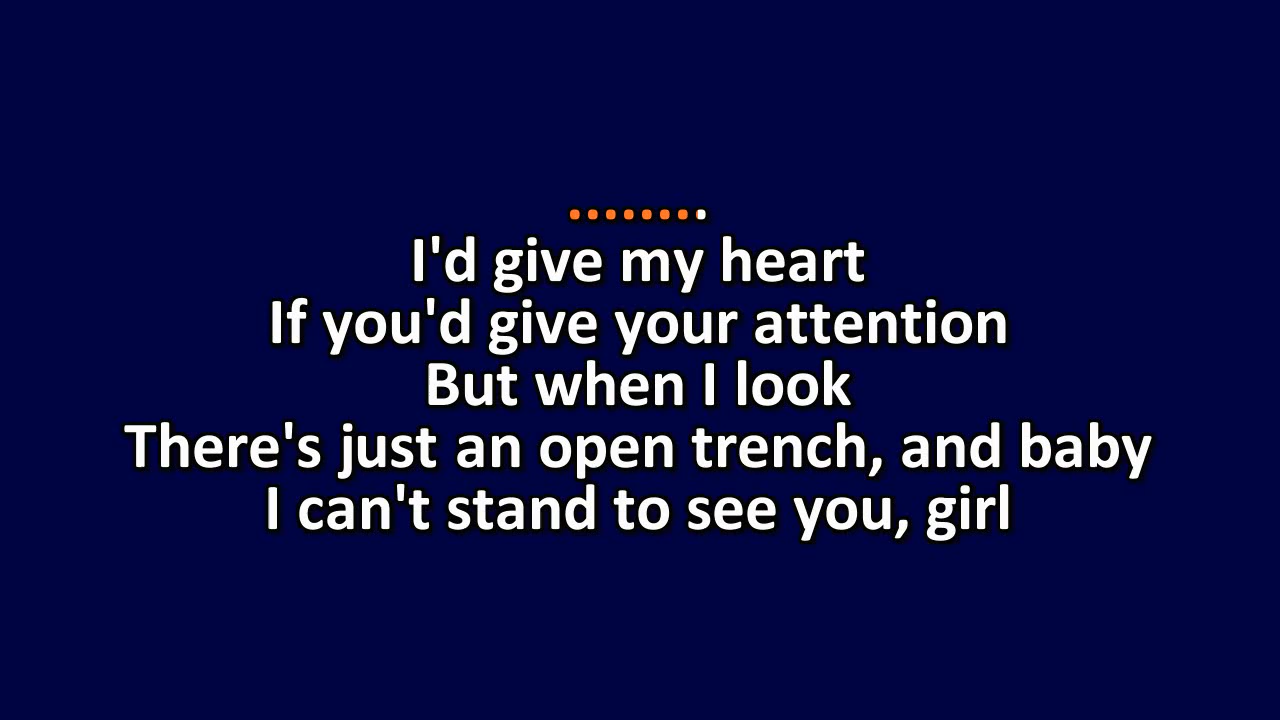 ........
I'd give my heart
If you'd give your attention
But when I look
There's just an open trench, and baby
I can't stand to see you, girl